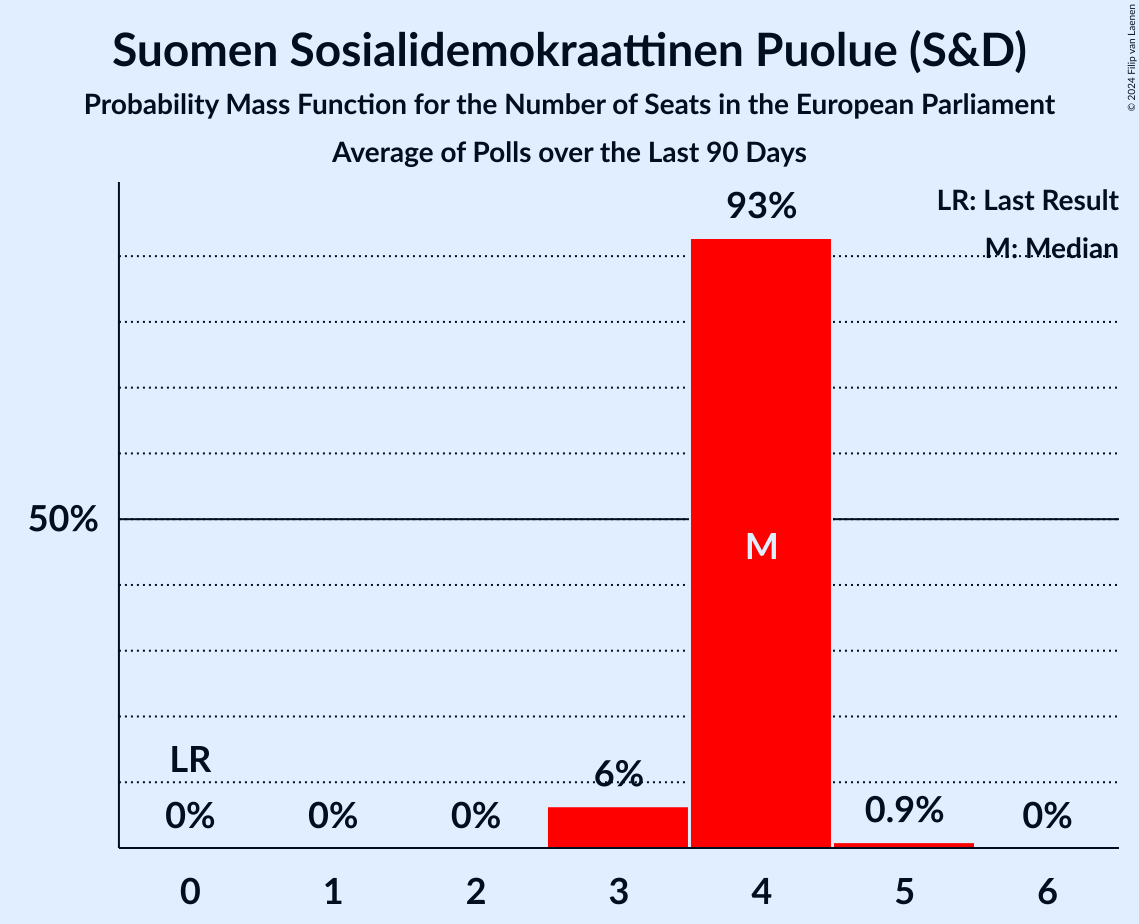 Suomen Sosialidemokraattinen Puolue (S&D)
Probability Mass Function for the Number of Seats in the European Parliament
Average of Polls over the Last 90 Days
© 2024 Filip van Laenen
LR: Last Result
M: Median
93%
50%
M
LR
0%
0%
0%
6%
0.9%
0%
0
1
2
3
4
5
6